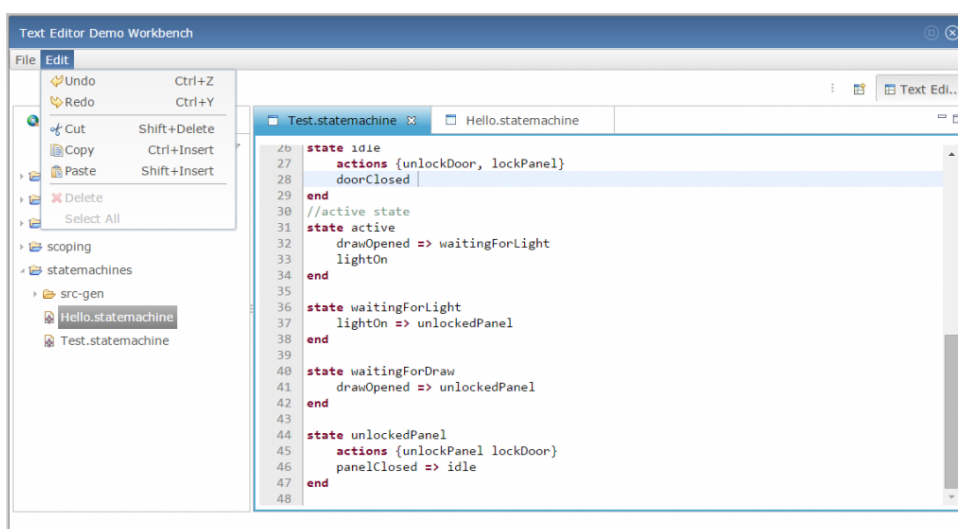 Text Editor Demo Workbench
File Edit
Undo Ctrl+Z
Redo Ctrl+Y
Cut Shift+Delete
Copy Ctrl+Insert
Paste Shift+Insert
Delete
Select All
Text Edi...
scoping
statemachines
src-gen
Hello.statemachine
Test.statemachine
Test.statemachine Hello.statemachine
26 state idle
27 actions {unlockDoor, lockPanel}
28 doorClosed
29 end
30 //active state
31 state active
32 drawOpened => waitingForLight
33 lightOn
34 end
35
36 state waitingForLight
37 lightOn => unlockedPanel
38 end
39
40 state waitingForDraw
41 drawOpened => unlockedPanel
42 end
43
44 state unlockedPanel
45 actions {unlockPanel lockDoor}
46 panelClosed => idle
47 end
48